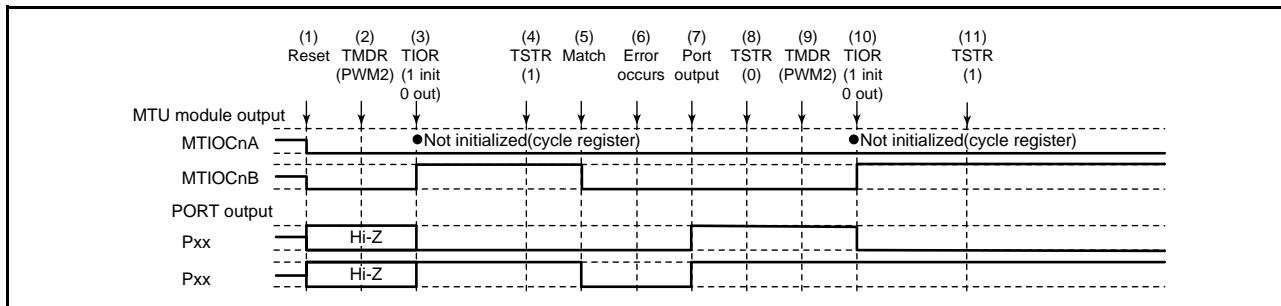 (1) (2) (3) (4) (5) (6) (7) (8) (9) (10) (11)
Reset TMDR TIOR TSTR Match Error Port TSTR TMDR TIOR TSTR
(PWM2) (1 init (1) occurs output (0) (PWM2) (1 init (1)
0 out) 0 out)
MTU module output
MTIOCnA ●Not initialized(cycle register) ●Not initialized(cycle register)
MTIOCnB
PORT output
Pxx Hi-Z
Pxx Hi-Z